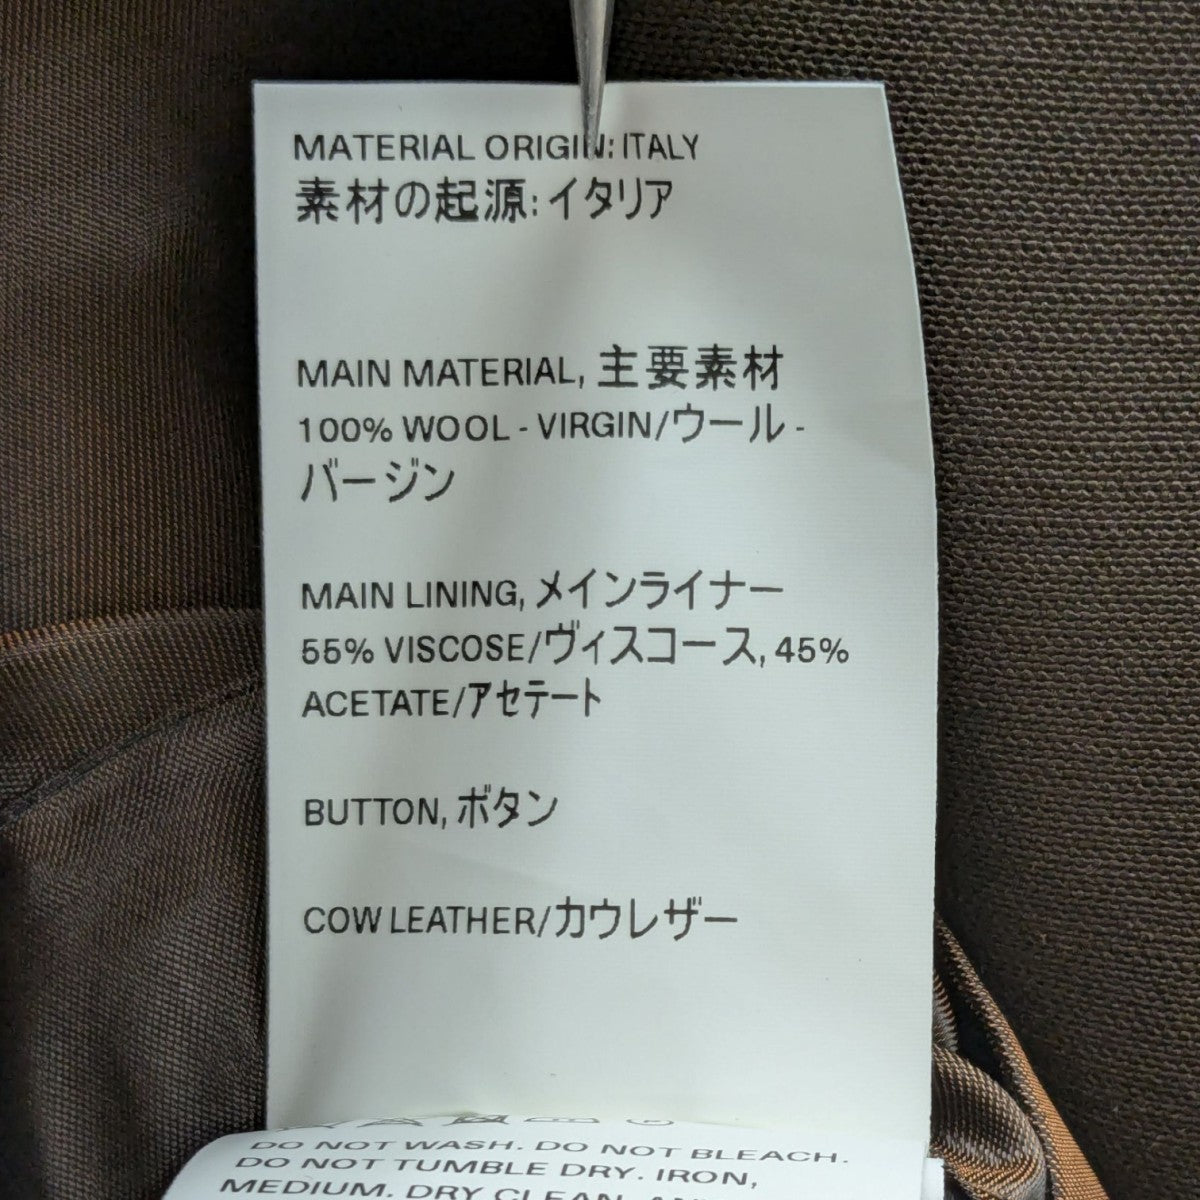 MATERIAL ORIGIN: ITALY
素材の起源: イタリア
MAIN MATERIAL, 主要素材
100% WOOL - VIRGIN/ウール -
バージン
MAIN LINING, メインライナー
55% VISCOSE/ヴィスコース, 45%
ACETATE/アセテート
BUTTON, ボタン
COW LEATHER/カウレザー
DO NOT WASH. DO NOT BLEACH.
DO NOT TUMBLE DRY. IRON,
MEDIUM. DRY CLEAN,